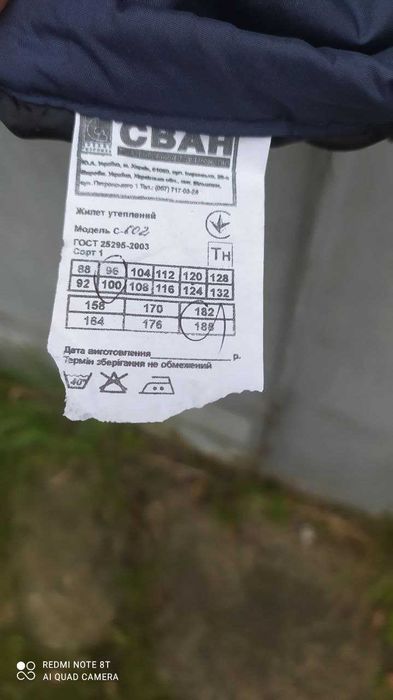 СВАН
Жилет утеплений
Модель С-602
ГОСТ 25295-2003
Сорт 1
Тн
88 96 104 112 120 128
92 100 108 116 124 132
158 170 182
164 176 188
Дата виготовлення р.
Термін зберігання не обмежений
40
REDMI NOTE 8T
AI QUAD CAMERA